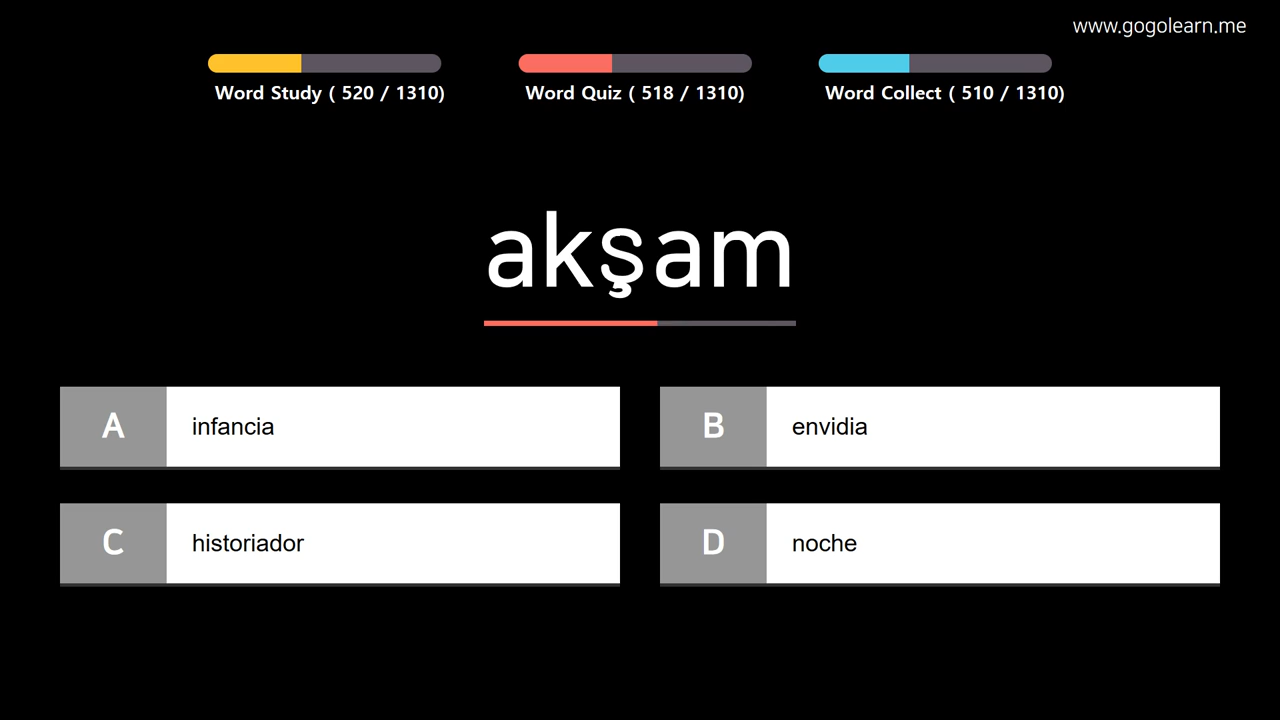 www.gogolearn.me
Word Study ( 520 / 1310)
Word Quiz ( 518 / 1310)
Word Collect ( 510 / 1310)
akşam
A infancia
B envidia
C historiador
D noche